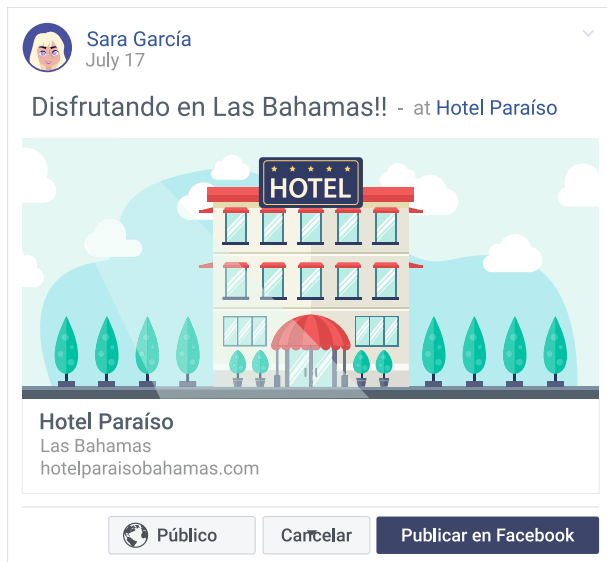 Sara García
July 17
Disfrutando en Las Bahamas!! - at Hotel Paraíso
HOTEL
Hotel Paraíso
Las Bahamas
hotelparaisobahamas.com
Público Cancelar Publicar en Facebook